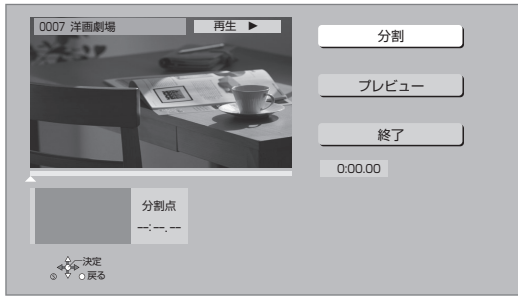 0007 洋画劇場
再生 ▶
分割
プレビュー
終了
0:00.00
分割点
--:--.--
決定
戻る